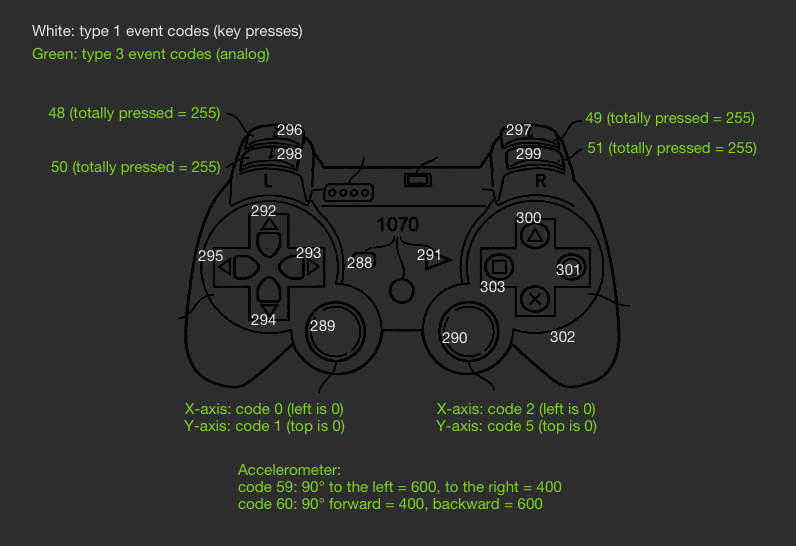 White: type 1 event codes (key presses)
Green: type 3 event codes (analog)
48 (totally pressed = 255)
296
297
49 (totally pressed = 255)
50 (totally pressed = 255)
298
299
51 (totally pressed = 255)
L
R
292
300
1070
295
293
288
291
301
303
294
289
290
302
X-axis: code 0 (left is 0)
Y-axis: code 1 (top is 0)
X-axis: code 2 (left is 0)
Y-axis: code 5 (top is 0)
Accelerometer:
code 59: 90° to the left = 600, to the right = 400
code 60: 90° forward = 400, backward = 600